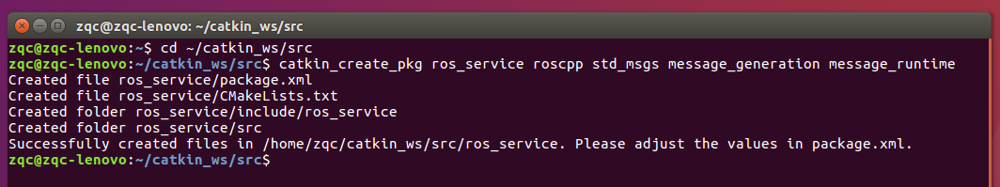 zqc@zqc-lenovo: ~/catkin_ws/src
zqc@zqc-lenovo:~$ cd ~/catkin_ws/src
zqc@zqc-lenovo:~/catkin_ws/src$ catkin_create_pkg ros_service roscpp std_msgs message_generation message_runtime
Created file ros_service/package.xml
Created file ros_service/CMakeLists.txt
Created folder ros_service/include/ros_service
Created folder ros_service/src
Successfully created files in /home/zqc/catkin_ws/src/ros_service. Please adjust the values in package.xml.
zqc@zqc-lenovo:~/catkin_ws/src$